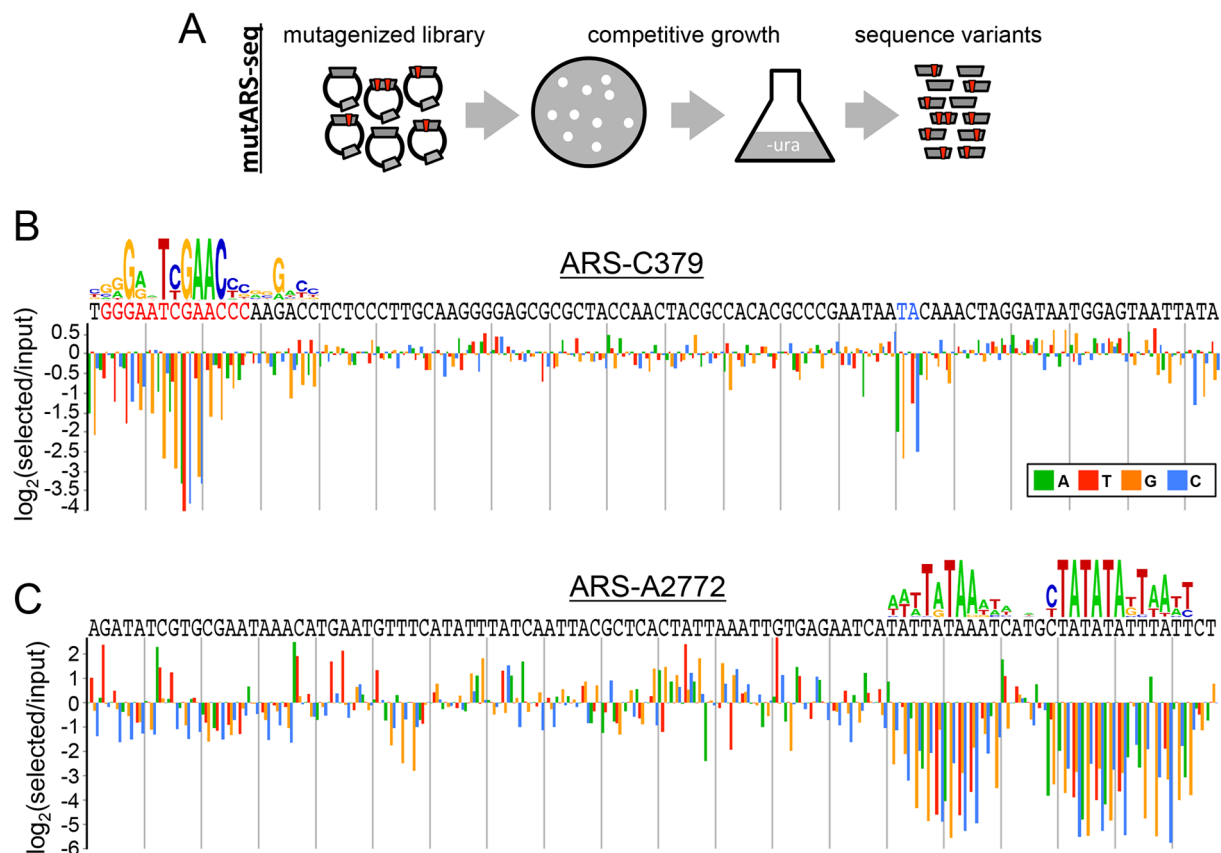 A
mutARS-seq
mutagenized library
competitive growth
sequence variants
-ura
B
ARS-C379
TGGGAATCGAACCCAAGACCTCTCCCTTGCAAGGGGAGCGCGCTACCAACTACGCCACACGCCCGAATAATACAAACTAGGATAATGGAGTAATTATA
log2(selected/input)
0.5
0
-0.5
-1
-1.5
-2
-2.5
-3
-3.5
-4
A T G C
C
ARS-A2772
AGATATCGTGCGAATAAACATGAATGTTTCATATTTATCAATTACGCTCACTATTAAATTGTGAGAATCATATTATAAATCATGCTATATATTTATTCT
log2(selected/input)
2
1
0
-1
-2
-3
-4
-5
-6